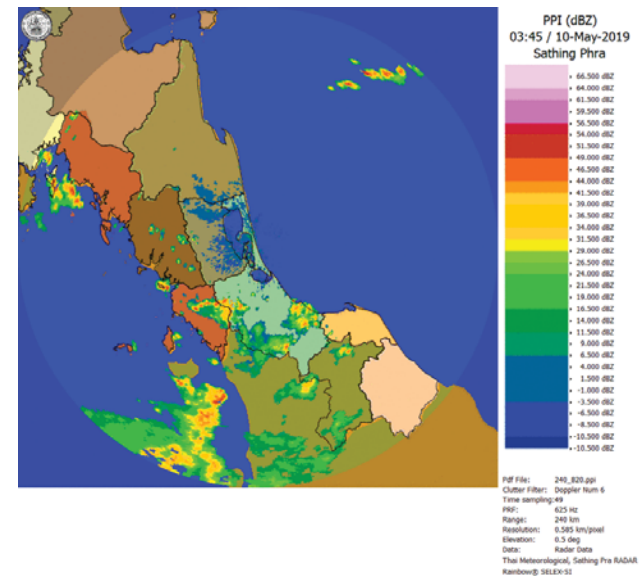 PPI (dBZ)
03:45 / 10-May-2019
Sathing Phra
66.500 dBZ
64.000 dBZ
61.500 dBZ
59.500 dBZ
56.500 dBZ
54.000 dBZ
51.500 dBZ
49.000 dBZ
46.500 dBZ
44.000 dBZ
41.500 dBZ
39.000 dBZ
36.500 dBZ
34.000 dBZ
31.500 dBZ
29.000 dBZ
26.500 dBZ
24.000 dBZ
21.500 dBZ
16.500 dBZ
14.000 dBZ
11.500 dBZ
9.000 dBZ
6.500 dBZ
4.000 dBZ
1.500 dBZ
-1.000 dBZ
-3.500 dBZ
-6.500 dBZ
-8.500 dBZ
-10.500 dBZ
-10.500 dBZ
Pdf File: 240_820.ppi
Clutter Filter: Doppler Num 6
Time sampling:49
PRF: 625 Hz
Range: 240 km
Resolution: 0.585 km/pixel
Elevation: 0.5 deg
Data: Radar Data
Thai Meteorological, Sathing Pra RADAR
Rainbow® SELEX-SI